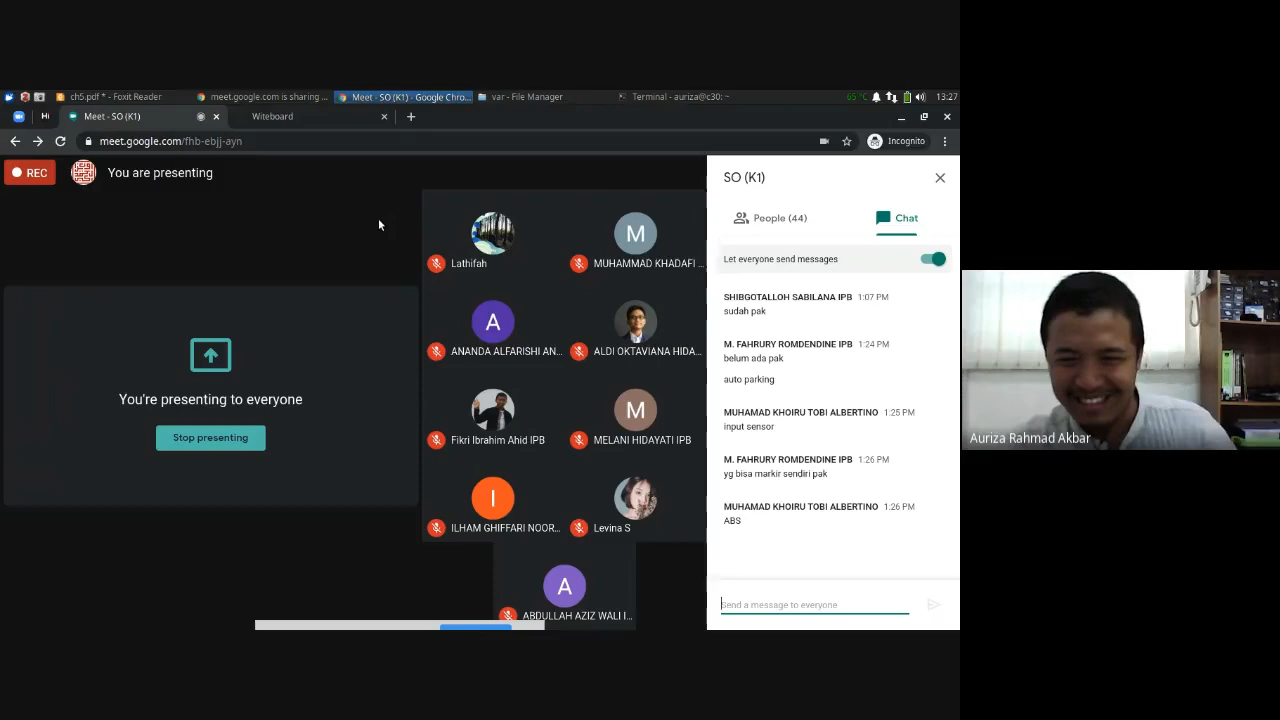 ch5.pdf * - Foxit Reader
meet.google.com is sharing ...
Meet - SO (K1) - Google Chro...
var - File Manager
Terminal - auriza@c30: ~
65°C
13:27
Hi
Meet - SO (K1)
Witeboard
meet.google.com/fhb-ebjj-ayn
Incognito
REC
You are presenting
You're presenting to everyone
Stop presenting
Lathifah
MUHAMMAD KHADAFI ...
M
A
ANANDA ALFARISHI AN...
ALDI OKTAVIANA HIDA...
Fikri Ibrahim Ahid IPB
M
MELANI HIDAYATI IPB
I
ILHAM GHIFFARI NOOR...
Levina S
A
ABDULLAH AZIZ WALI I...
SO (K1)
People (44)
Chat
Let everyone send messages
SHIBGOTALLOH SABILANA IPB 1:07 PM
sudah pak
M. FAHRURY ROMDENDINE IPB 1:24 PM
belum ada pak
auto parking
MUHAMAD KHOIRU TOBI ALBERTINO 1:25 PM
input sensor
M. FAHRURY ROMDENDINE IPB 1:26 PM
yg bisa markir sendiri pak
MUHAMAD KHOIRU TOBI ALBERTINO 1:26 PM
ABS
Send a message to everyone
Auriza Rahmad Akbar